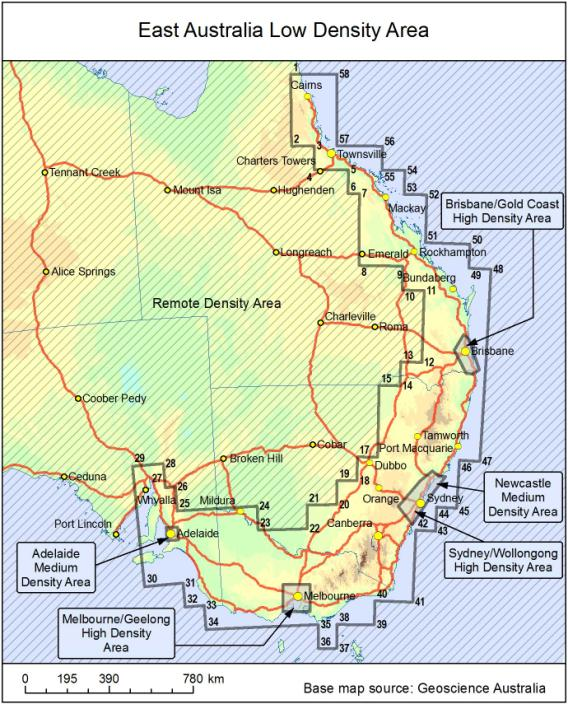 East Australia Low Density Area
1
58
Cairns
2
3
57
56
Townsville
Charters Towers
4
5
54
Tennant Creek
Mount Isa
Hughenden
6
7
55
53
52
Mackay
Brisbane/Gold Coast
High Density Area
51
50
Longreach
Emerald
Rockhampton
Alice Springs
8
9
Bundaberg
49
48
10
11
Remote Density Area
Charleville
Roma
Brisbane
13
12
15
14
Coober Pedy
Tamworth
Port Macquarie
Cobar
17
Broken Hill
29
28
Dubbo
46
47
Ceduna
27
26
19
18
Newcastle
Medium
Density Area
Whyalla
25
Mildura
24
21
20
Orange
Sydney
44
45
Port Lincoln
23
22
Canberra
42
43
Adelaide
Sydney/Wollongong
High Density Area
Adelaide
Medium
Density Area
30
31
32
33
Melbourne
40
41
Melbourne/Geelong
High Density
Area
34
35
38
39
36
37
0 195 390 780 km
Base map source: Geoscience Australia